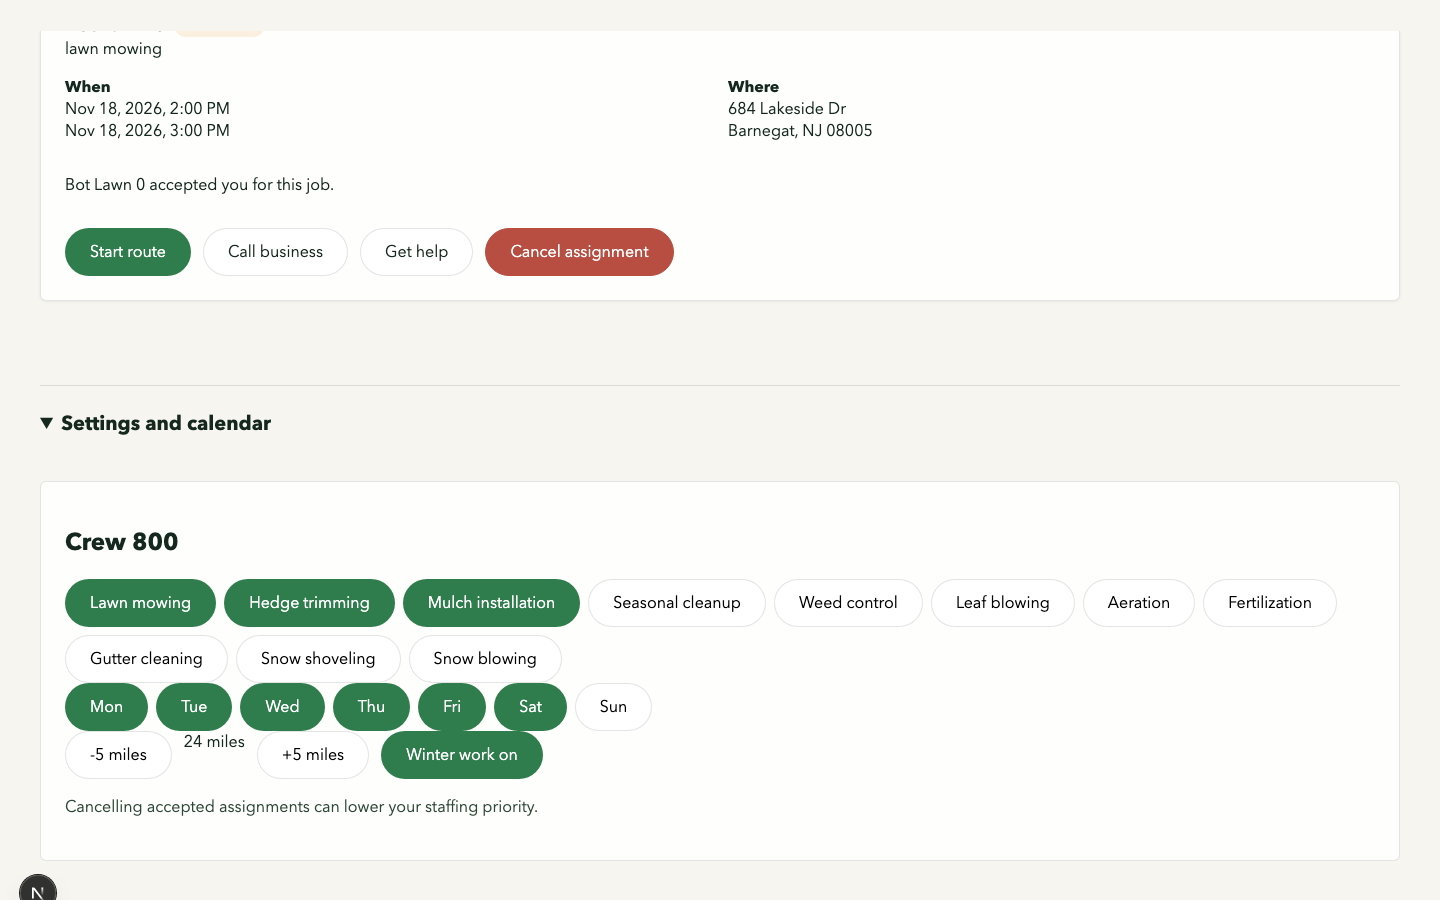 lawn mowing
When
Nov 18, 2026, 2:00 PM
Nov 18, 2026, 3:00 PM
Where
684 Lakeside Dr
Barnegat, NJ 08005
Bot Lawn 0 accepted you for this job.
Start route
Call business
Get help
Cancel assignment
Settings and calendar
Crew 800
Lawn mowing
Hedge trimming
Mulch installation
Seasonal cleanup
Weed control
Leaf blowing
Aeration
Fertilization
Gutter cleaning
Snow shoveling
Snow blowing
Mon
Tue
Wed
Thu
Fri
Sat
Sun
-5 miles
24 miles
+5 miles
Winter work on
Cancelling accepted assignments can lower your staffing priority.
N